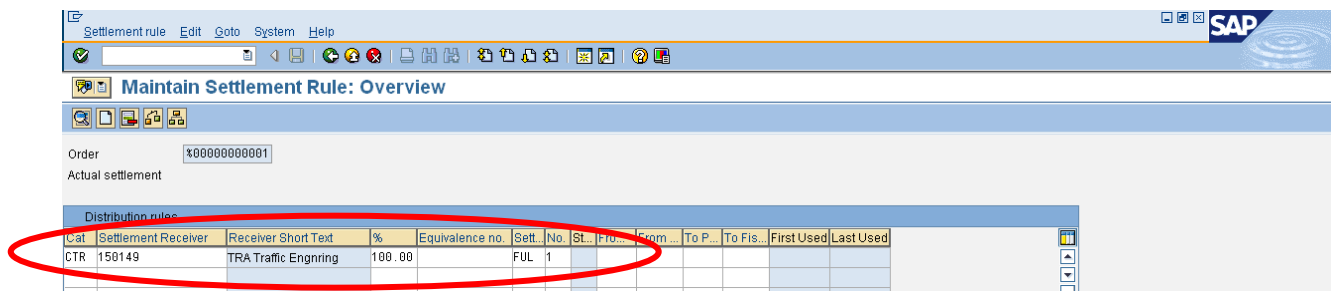 Settlement rule Edit Goto System Help
SAP
Maintain Settlement Rule: Overview
Order %00000000001
Actual settlement
Distribution rules
Cat Settlement Receiver Receiver Short Text % Equivalence no. Sett... No. St... Fro... From ... To P... To Fis... First Used Last Used
CTR 150149 TRA Traffic Engnring 100.00 FUL 1